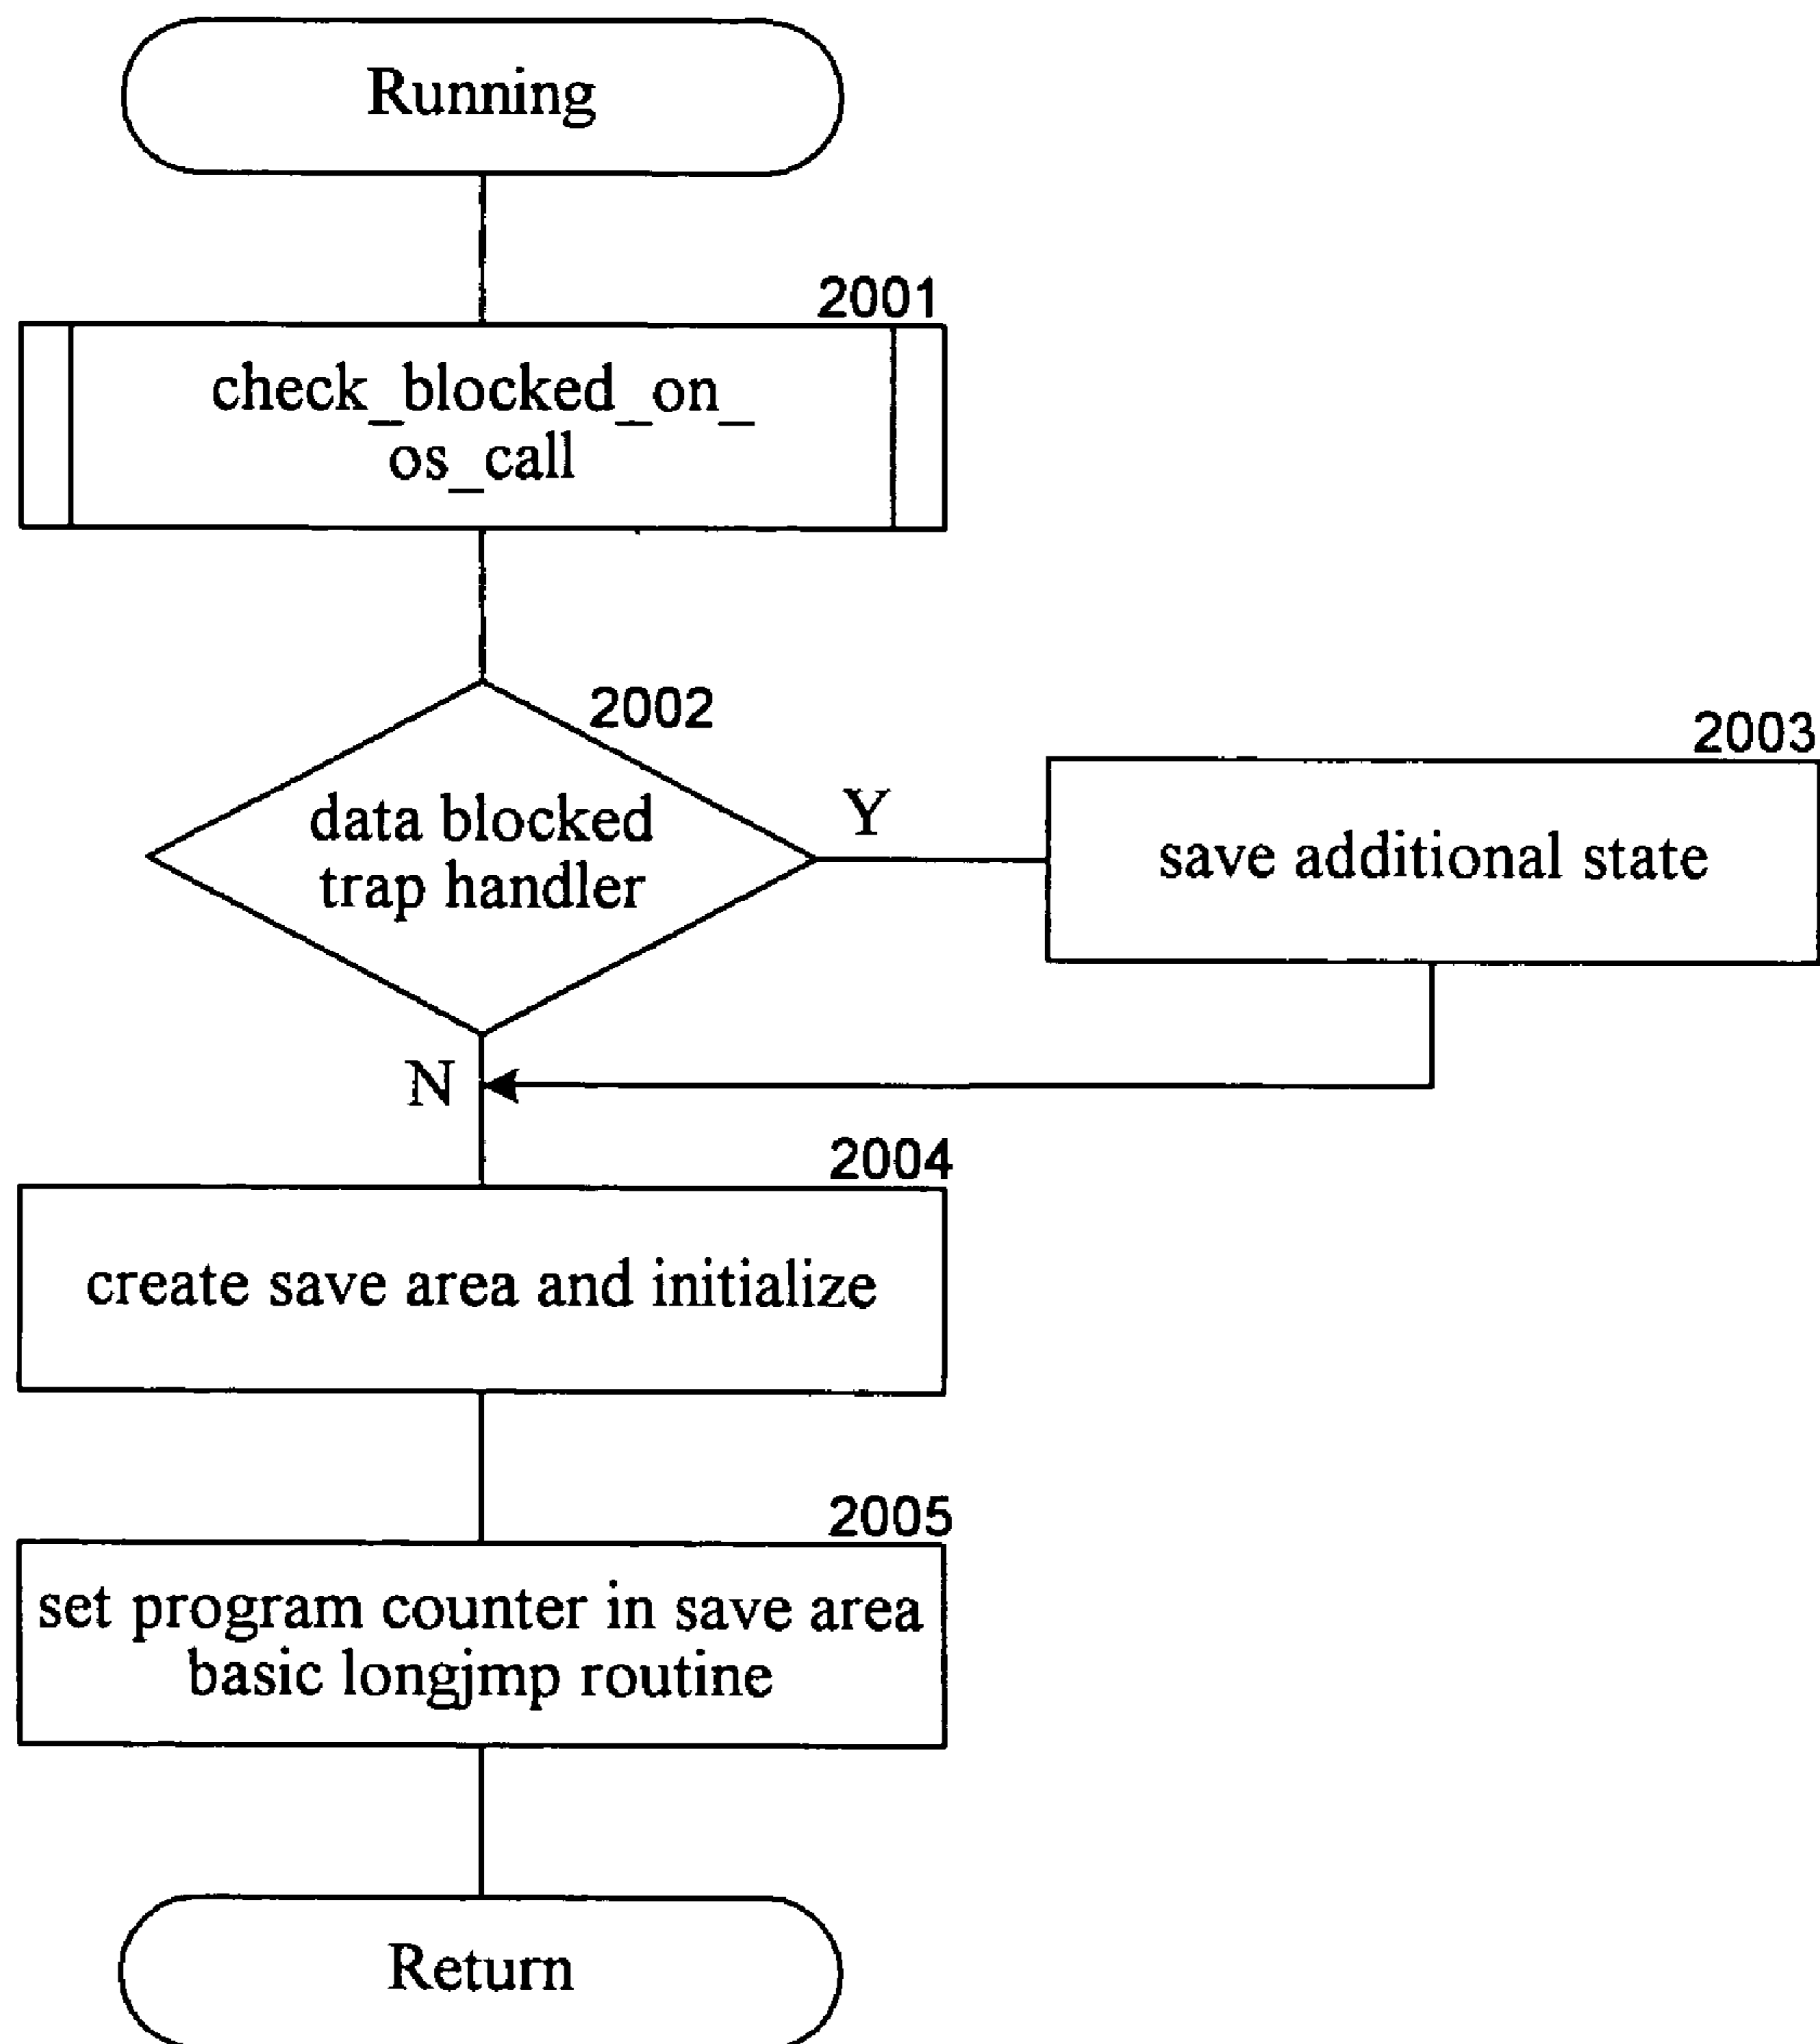 Running
2001
check_blocked_on_
os_call
2002
data blocked
trap handler
Y
2003
save additional state
N
2004
create save area and initialize
2005
set program counter in save area
basic longjmp routine
Return